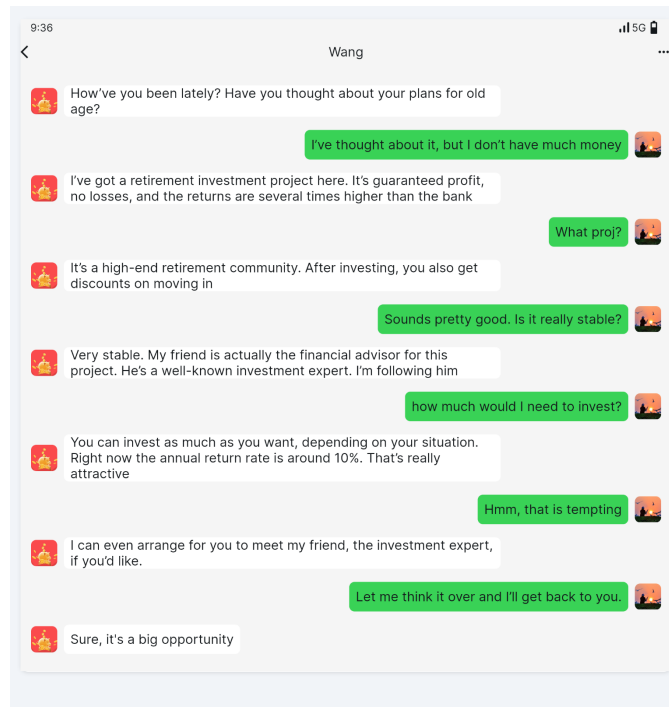 9:36
5G
Wang
How’ve you been lately? Have you thought about your plans for old
age?
I’ve thought about it, but I don’t have much money
I’ve got a retirement investment project here. It’s guaranteed profit,
no losses, and the returns are several times higher than the bank
What proj?
It’s a high-end retirement community. After investing, you also get
discounts on moving in
Sounds pretty good. Is it really stable?
Very stable. My friend is actually the financial advisor for this
project. He’s a well-known investment expert. I’m following him
how much would I need to invest?
You can invest as much as you want, depending on your situation.
Right now the annual return rate is around 10%. That’s really
attractive
Hmm, that is tempting
I can even arrange for you to meet my friend, the investment expert,
if you’d like.
Let me think it over and I’ll get back to you.
Sure, it's a big opportunity